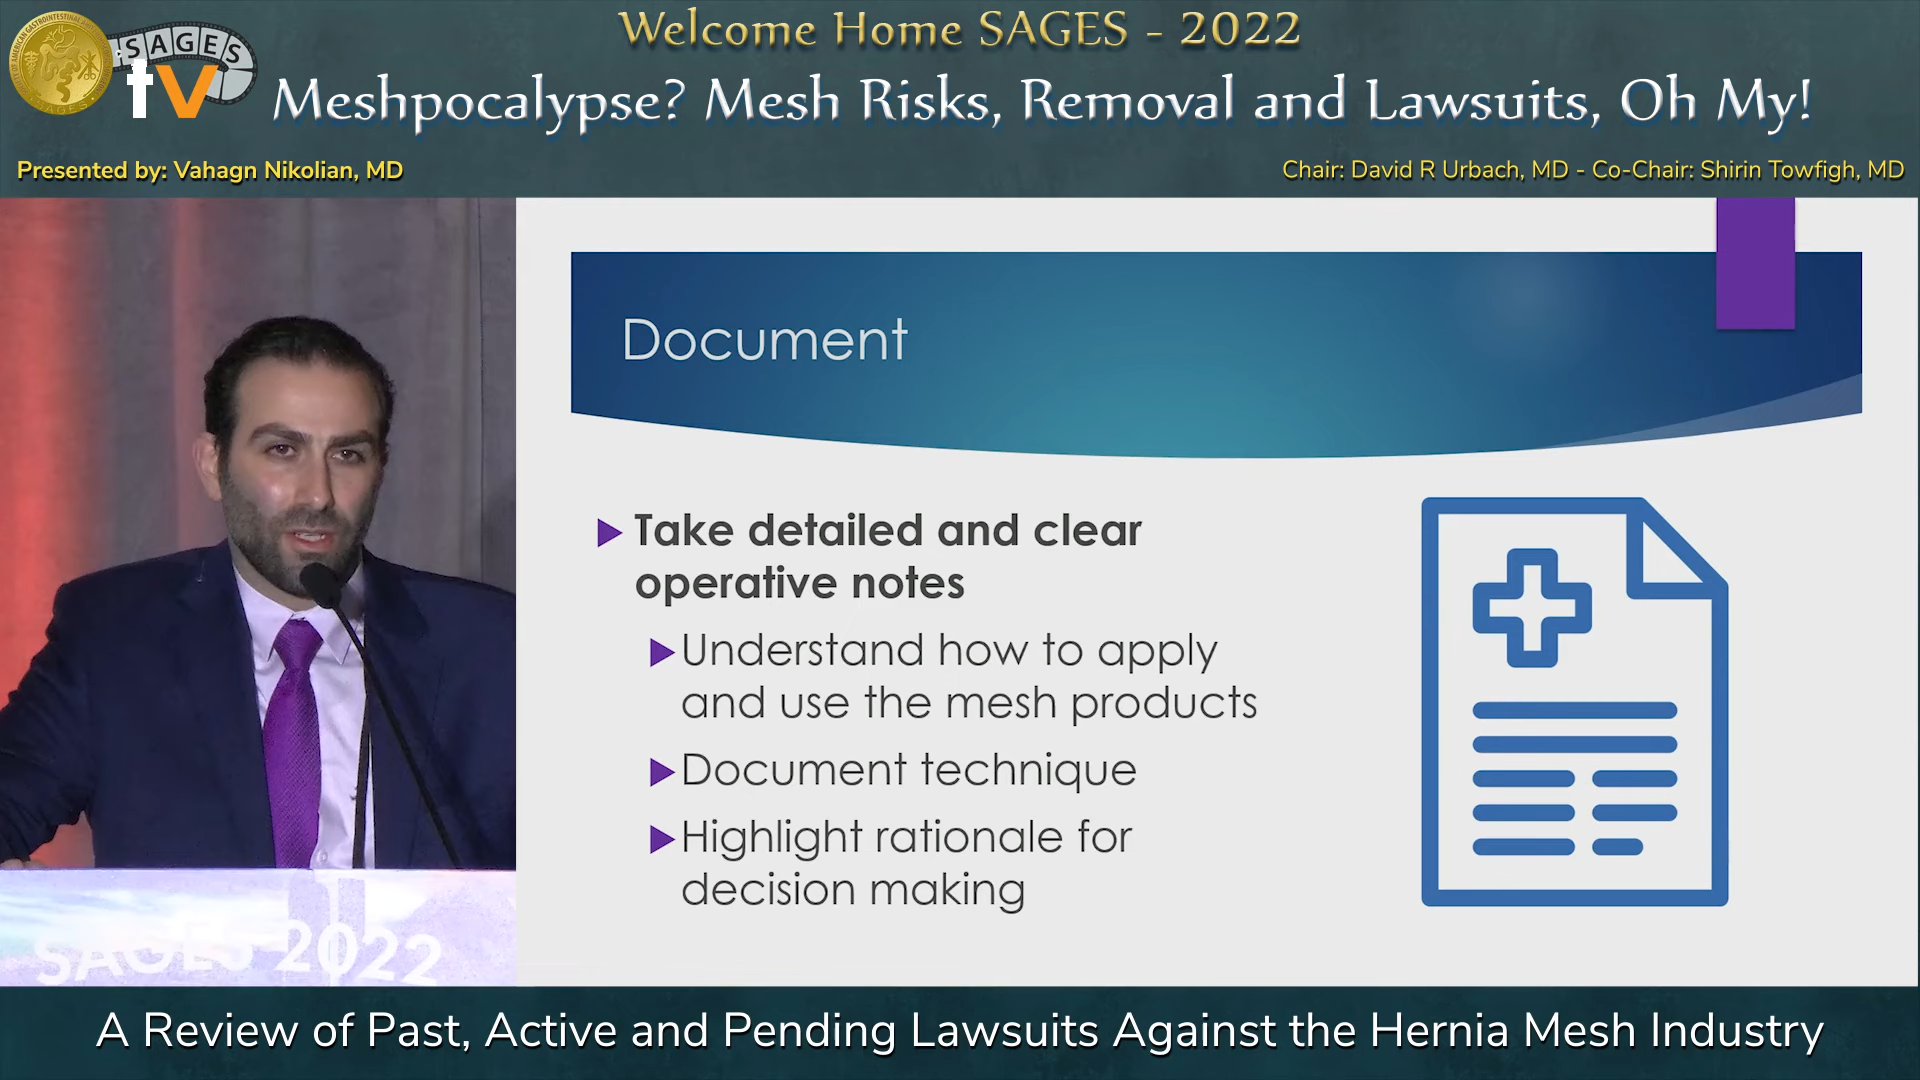 Welcome Home SAGES - 2022
SAGES
tv
SAGES
Meshpocalypse? Mesh Risks, Removal and Lawsuits, Oh My!
Presented by: Vahagn Nikolian, MD
Chair: David R Urbach, MD - Co-Chair: Shirin Towfigh, MD
Document
Take detailed and clear
operative notes
Understand how to apply
and use the mesh products
Document technique
Highlight rationale for
decision making
SAGES 2022
A Review of Past, Active and Pending Lawsuits Against the Hernia Mesh Industry